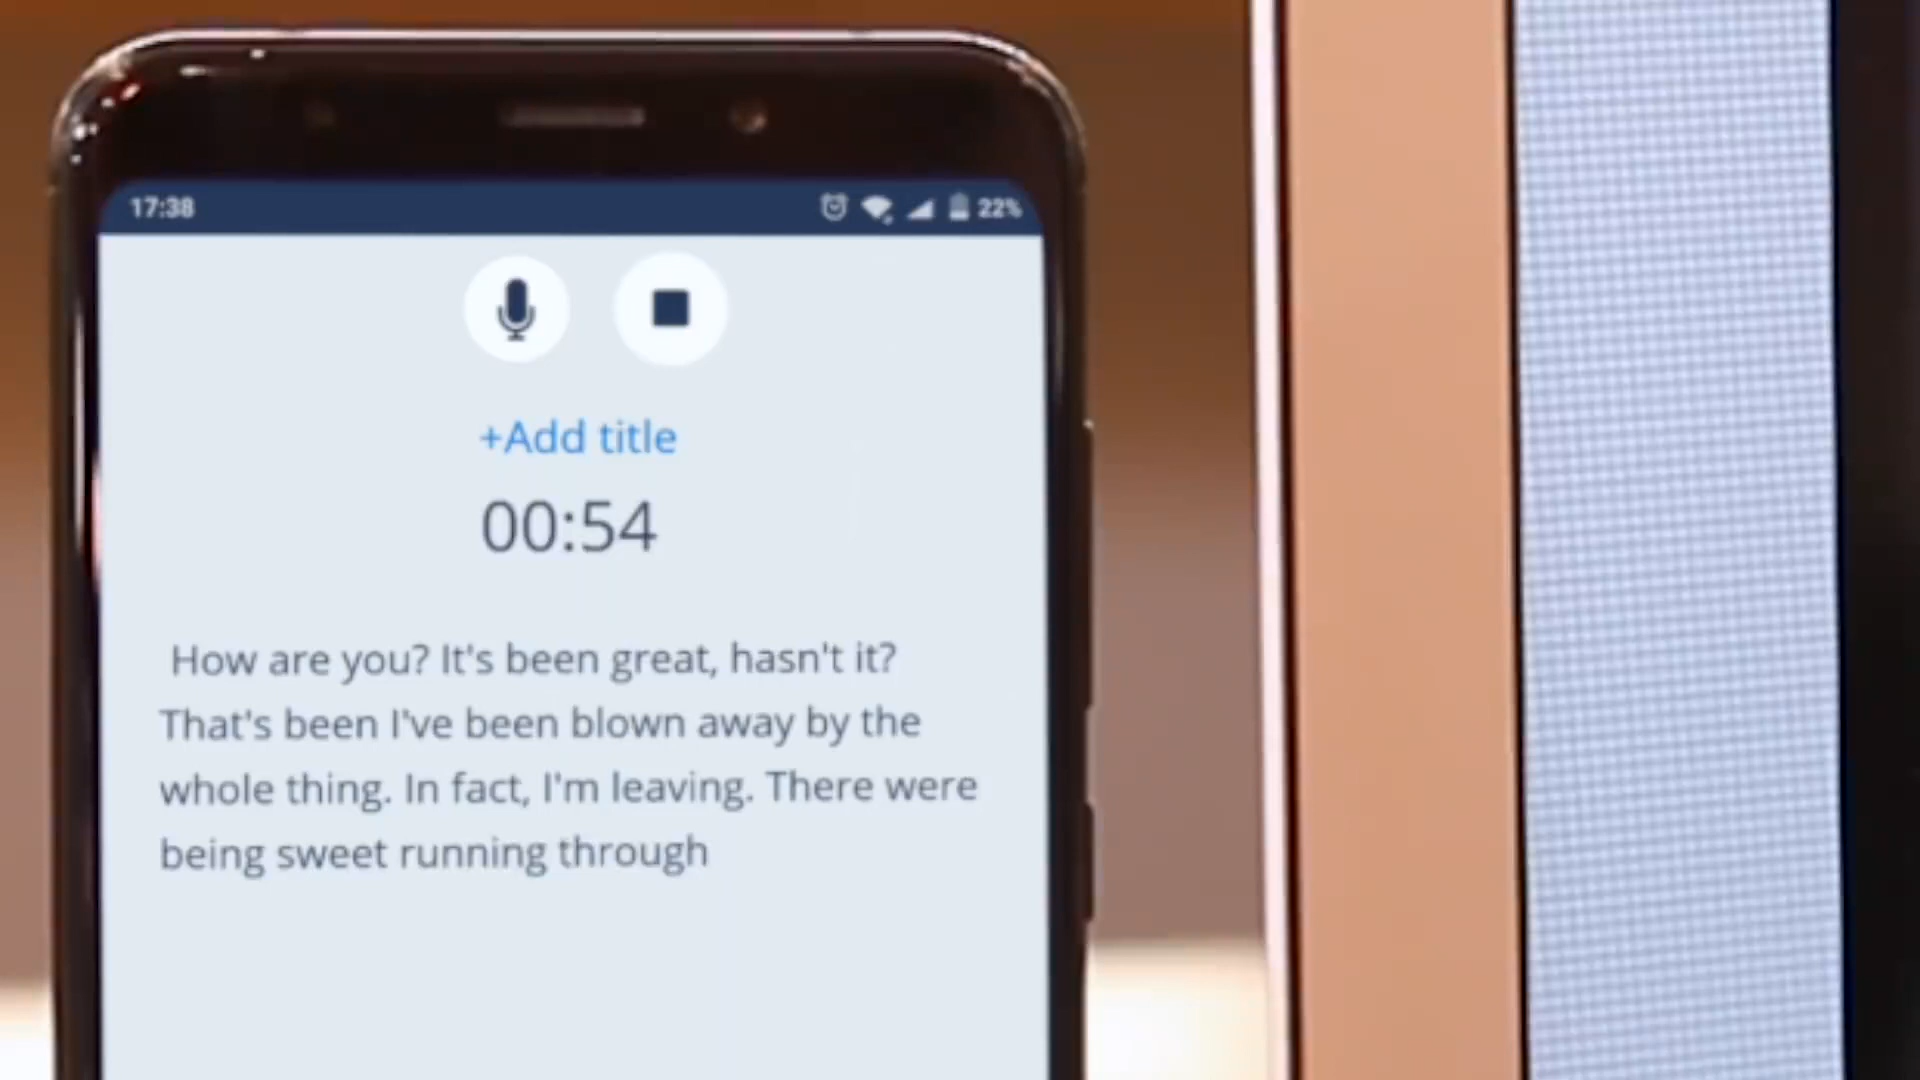 17:38 22%
+Add title
00:54
How are you? It's been great, hasn't it?
That's been I've been blown away by the
whole thing. In fact, I'm leaving. There were
being sweet running through